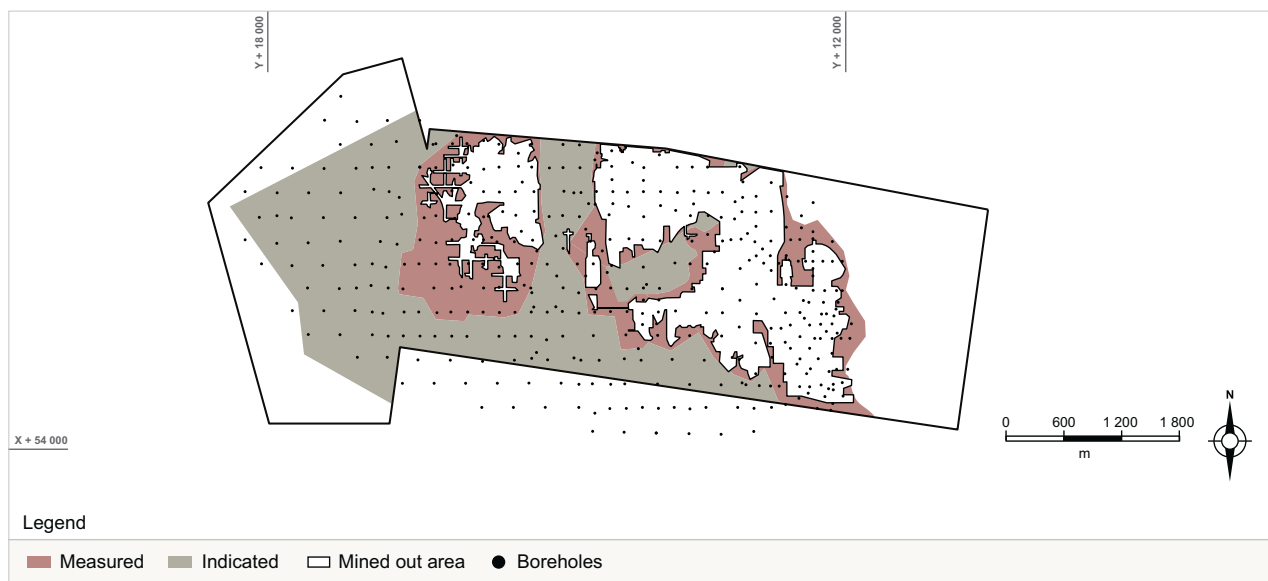 Y + 18 000
Y + 12 000
N
0 600 1 200 1 800
m
X + 54 000
Legend
Measured Indicated Mined out area Boreholes